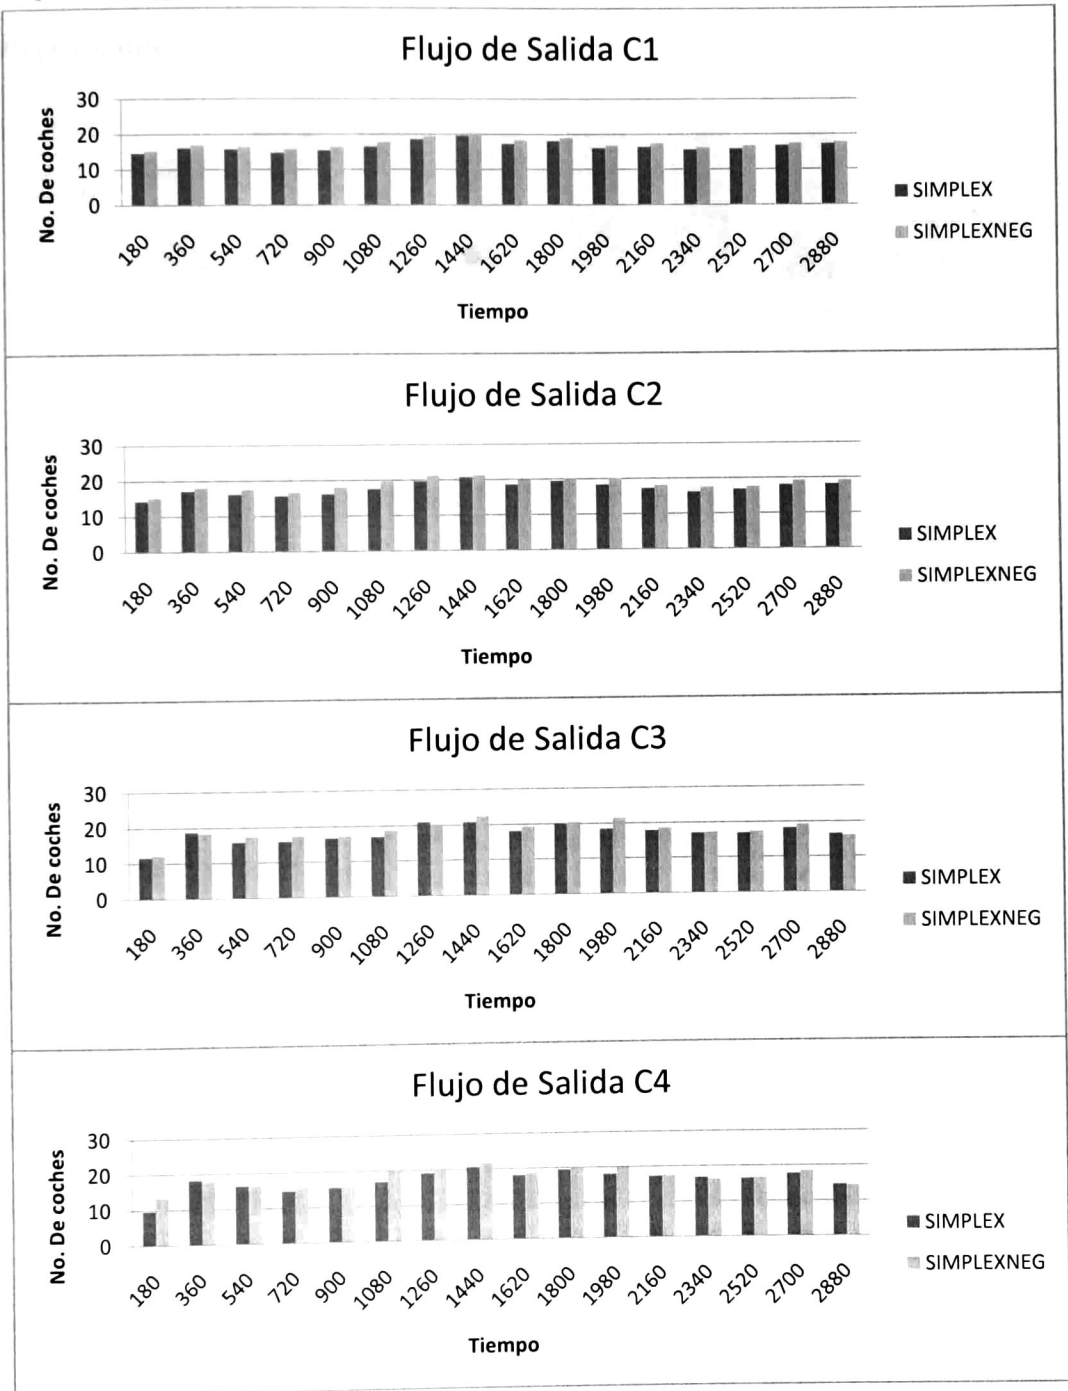 Flujo de Salida C1
30
20
10
0
No. De coches
180 360 540 720 900 1080 1260 1440 1620 1800 1980 2160 2340 2520 2700 2880
Tiempo
SIMPLEX
SIMPLEXNEG
Flujo de Salida C2
30
20
10
0
No. De coches
180 360 540 720 900 1080 1260 1440 1620 1800 1980 2160 2340 2520 2700 2880
Tiempo
SIMPLEX
SIMPLEXNEG
Flujo de Salida C3
30
20
10
0
No. De coches
180 360 540 720 900 1080 1260 1440 1620 1800 1980 2160 2340 2520 2700 2880
Tiempo
SIMPLEX
SIMPLEXNEG
Flujo de Salida C4
30
20
10
0
No. De coches
180 360 540 720 900 1080 1260 1440 1620 1800 1980 2160 2340 2520 2700 2880
Tiempo
SIMPLEX
SIMPLEXNEG